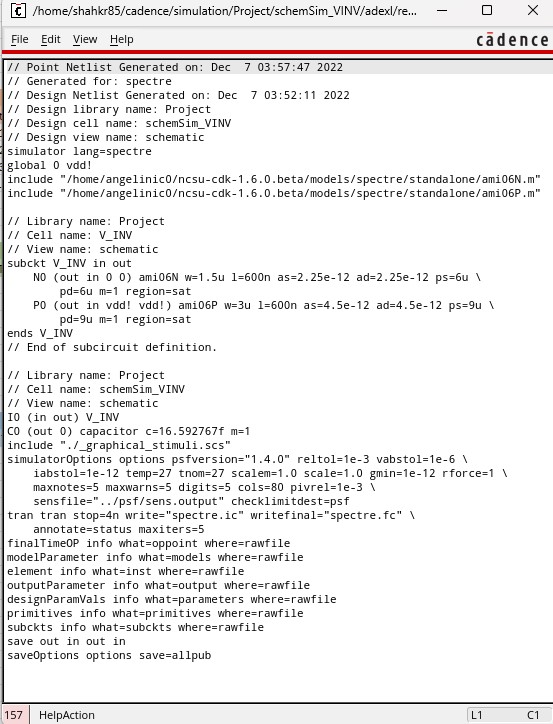 /home/shahkr85/cadence/simulation/Project/schemSim_VINV/adexl/re...
File Edit View Help
cādence
// Point Netlist Generated on: Dec  7 03:57:47 2022
// Generated for: spectre
// Design Netlist Generated on: Dec  7 03:52:11 2022
// Design library name: Project
// Design cell name: schemSim_VINV
// Design view name: schematic
simulator lang=spectre
global 0 vdd!
include "/home/angelinic0/ncsu-cdk-1.6.0.beta/models/spectre/standalone/ami06N.m"
include "/home/angelinic0/ncsu-cdk-1.6.0.beta/models/spectre/standalone/ami06P.m"

// Library name: Project
// Cell name: V_INV
// View name: schematic
subckt V_INV in out
    N0 (out in 0 0) ami06N w=1.5u l=600n as=2.25e-12 ad=2.25e-12 ps=6u \
        pd=6u m=1 region=sat
    P0 (out in vdd! vdd!) ami06P w=3u l=600n as=4.5e-12 ad=4.5e-12 ps=9u \
        pd=9u m=1 region=sat
ends V_INV
// End of subcircuit definition.

// Library name: Project
// Cell name: schemSim_VINV
// View name: schematic
I0 (in out) V_INV
C0 (out 0) capacitor c=16.592767f m=1
include "./_graphical_stimuli.scs"
simulatorOptions options psfversion="1.4.0" reltol=1e-3 vabstol=1e-6 \
    iabstol=1e-12 temp=27 tnom=27 scalem=1.0 scale=1.0 gmin=1e-12 rforce=1 \
    maxnotes=5 maxwarns=5 digits=5 cols=80 pivrel=1e-3 \
    sensfile="../psf/sens.output" checklimitdest=psf
tran tran stop=4n write="spectre.ic" writefinal="spectre.fc" \
    annotate=status maxiters=5
finalTimeOP info what=oppoint where=rawfile
modelParameter info what=models where=rawfile
element info what=inst where=rawfile
outputParameter info what=output where=rawfile
designParamVals info what=parameters where=rawfile
primitives info what=primitives where=rawfile
subckts info what=subckts where=rawfile
save out in out in
saveOptions options save=allpub
157 HelpAction L1 C1